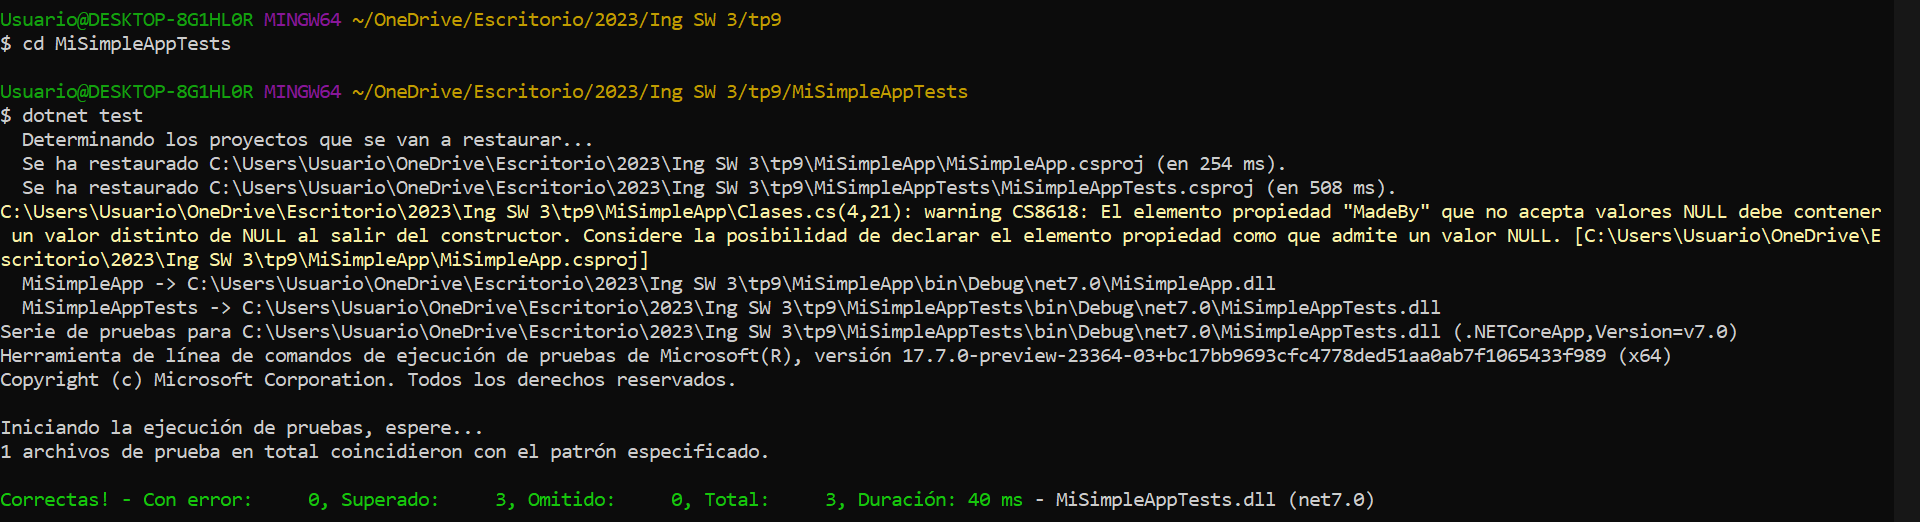 Usuario@DESKTOP-8G1HL0R MINGW64 ~/OneDrive/Escritorio/2023/Ing SW 3/tp9
$ cd MiSimpleAppTests
Usuario@DESKTOP-8G1HL0R MINGW64 ~/OneDrive/Escritorio/2023/Ing SW 3/tp9/MiSimpleAppTests
$ dotnet test
  Determinando los proyectos que se van a restaurar...
  Se ha restaurado C:\Users\Usuario\OneDrive\Escritorio\2023\Ing SW 3\tp9\MiSimpleApp\MiSimpleApp.csproj (en 254 ms).
  Se ha restaurado C:\Users\Usuario\OneDrive\Escritorio\2023\Ing SW 3\tp9\MiSimpleAppTests\MiSimpleAppTests.csproj (en 508 ms).
C:\Users\Usuario\OneDrive\Escritorio\2023\Ing SW 3\tp9\MiSimpleApp\Clases.cs(4,21): warning CS8618: El elemento propiedad "MadeBy" que no acepta valores NULL debe contener
 un valor distinto de NULL al salir del constructor. Considere la posibilidad de declarar el elemento propiedad como que admite un valor NULL. [C:\Users\Usuario\OneDrive\E
scritorio\2023\Ing SW 3\tp9\MiSimpleApp\MiSimpleApp.csproj]
  MiSimpleApp -> C:\Users\Usuario\OneDrive\Escritorio\2023\Ing SW 3\tp9\MiSimpleApp\bin\Debug\net7.0\MiSimpleApp.dll
  MiSimpleAppTests -> C:\Users\Usuario\OneDrive\Escritorio\2023\Ing SW 3\tp9\MiSimpleAppTests\bin\Debug\net7.0\MiSimpleAppTests.dll
Serie de pruebas para C:\Users\Usuario\OneDrive\Escritorio\2023\Ing SW 3\tp9\MiSimpleAppTests\bin\Debug\net7.0\MiSimpleAppTests.dll (.NETCoreApp,Version=v7.0)
Herramienta de línea de comandos de ejecución de pruebas de Microsoft(R), versión 17.7.0-preview-23364-03+bc17bb9693cfc4778ded51aa0ab7f1065433f989 (x64)
Copyright (c) Microsoft Corporation. Todos los derechos reservados.
Iniciando la ejecución de pruebas, espere...
1 archivos de prueba en total coincidieron con el patrón especificado.
Correctas! - Con error:     0, Superado:     3, Omitido:     0, Total:     3, Duración: 40 ms - MiSimpleAppTests.dll (net7.0)